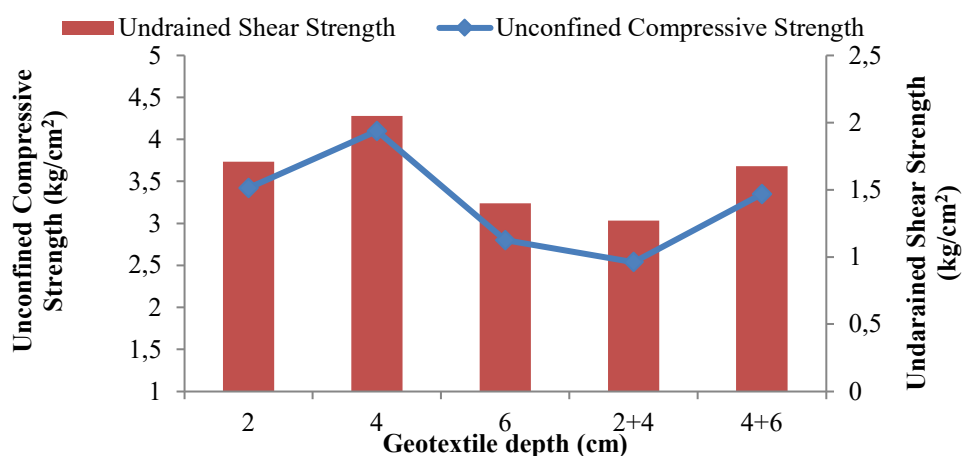 Undrained Shear Strength
Unconfined Compressive Strength
Unconfined Compressive
Strength (kg/cm²)
5
4,5
4
3,5
3
2,5
2
1,5
1
2,5
2
1,5
1
0,5
0
Undarained Shear Strength
(kg/cm²)
2
4
6
2+4
4+6
Geotextile depth (cm)